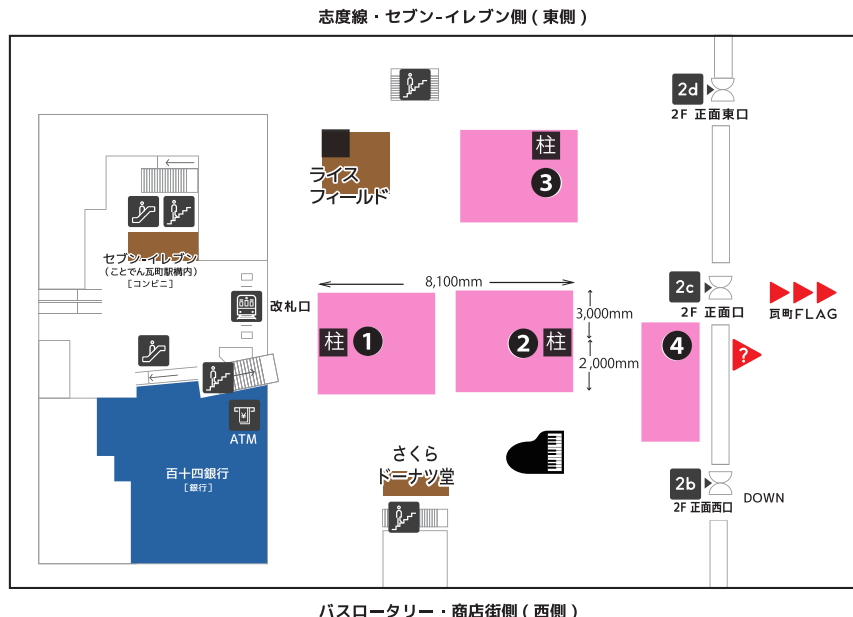 志度線・セブン-イレブン側 ( 東側 )
2d
2F 正面東口
柱
3
ライス
フィールド
セブン-イレブン
(ことでん瓦町駅構内)
[コンビニ]
改札口
8,100mm
3,000mm
2,000mm
柱
1
2
柱
4
2c
2F 正面口
瓦町FLAG
?
¥
ATM
百十四銀行
[銀行]
さくら
ドーナツ堂
2b
2F 正面西口
DOWN
バスロータリー・商店街側 ( 西側 )